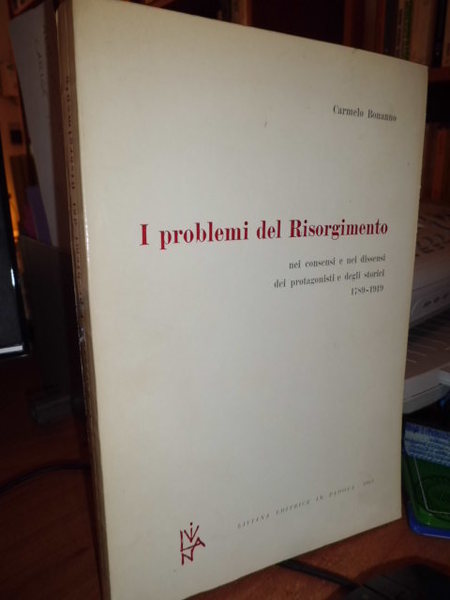 Carmelo Bonanno
I problemi del Risorgimento
nei consensi e nei dissensi
dei protagonisti e degli storici
1789-1919
LIVIANA EDITRICE IN PADOVA